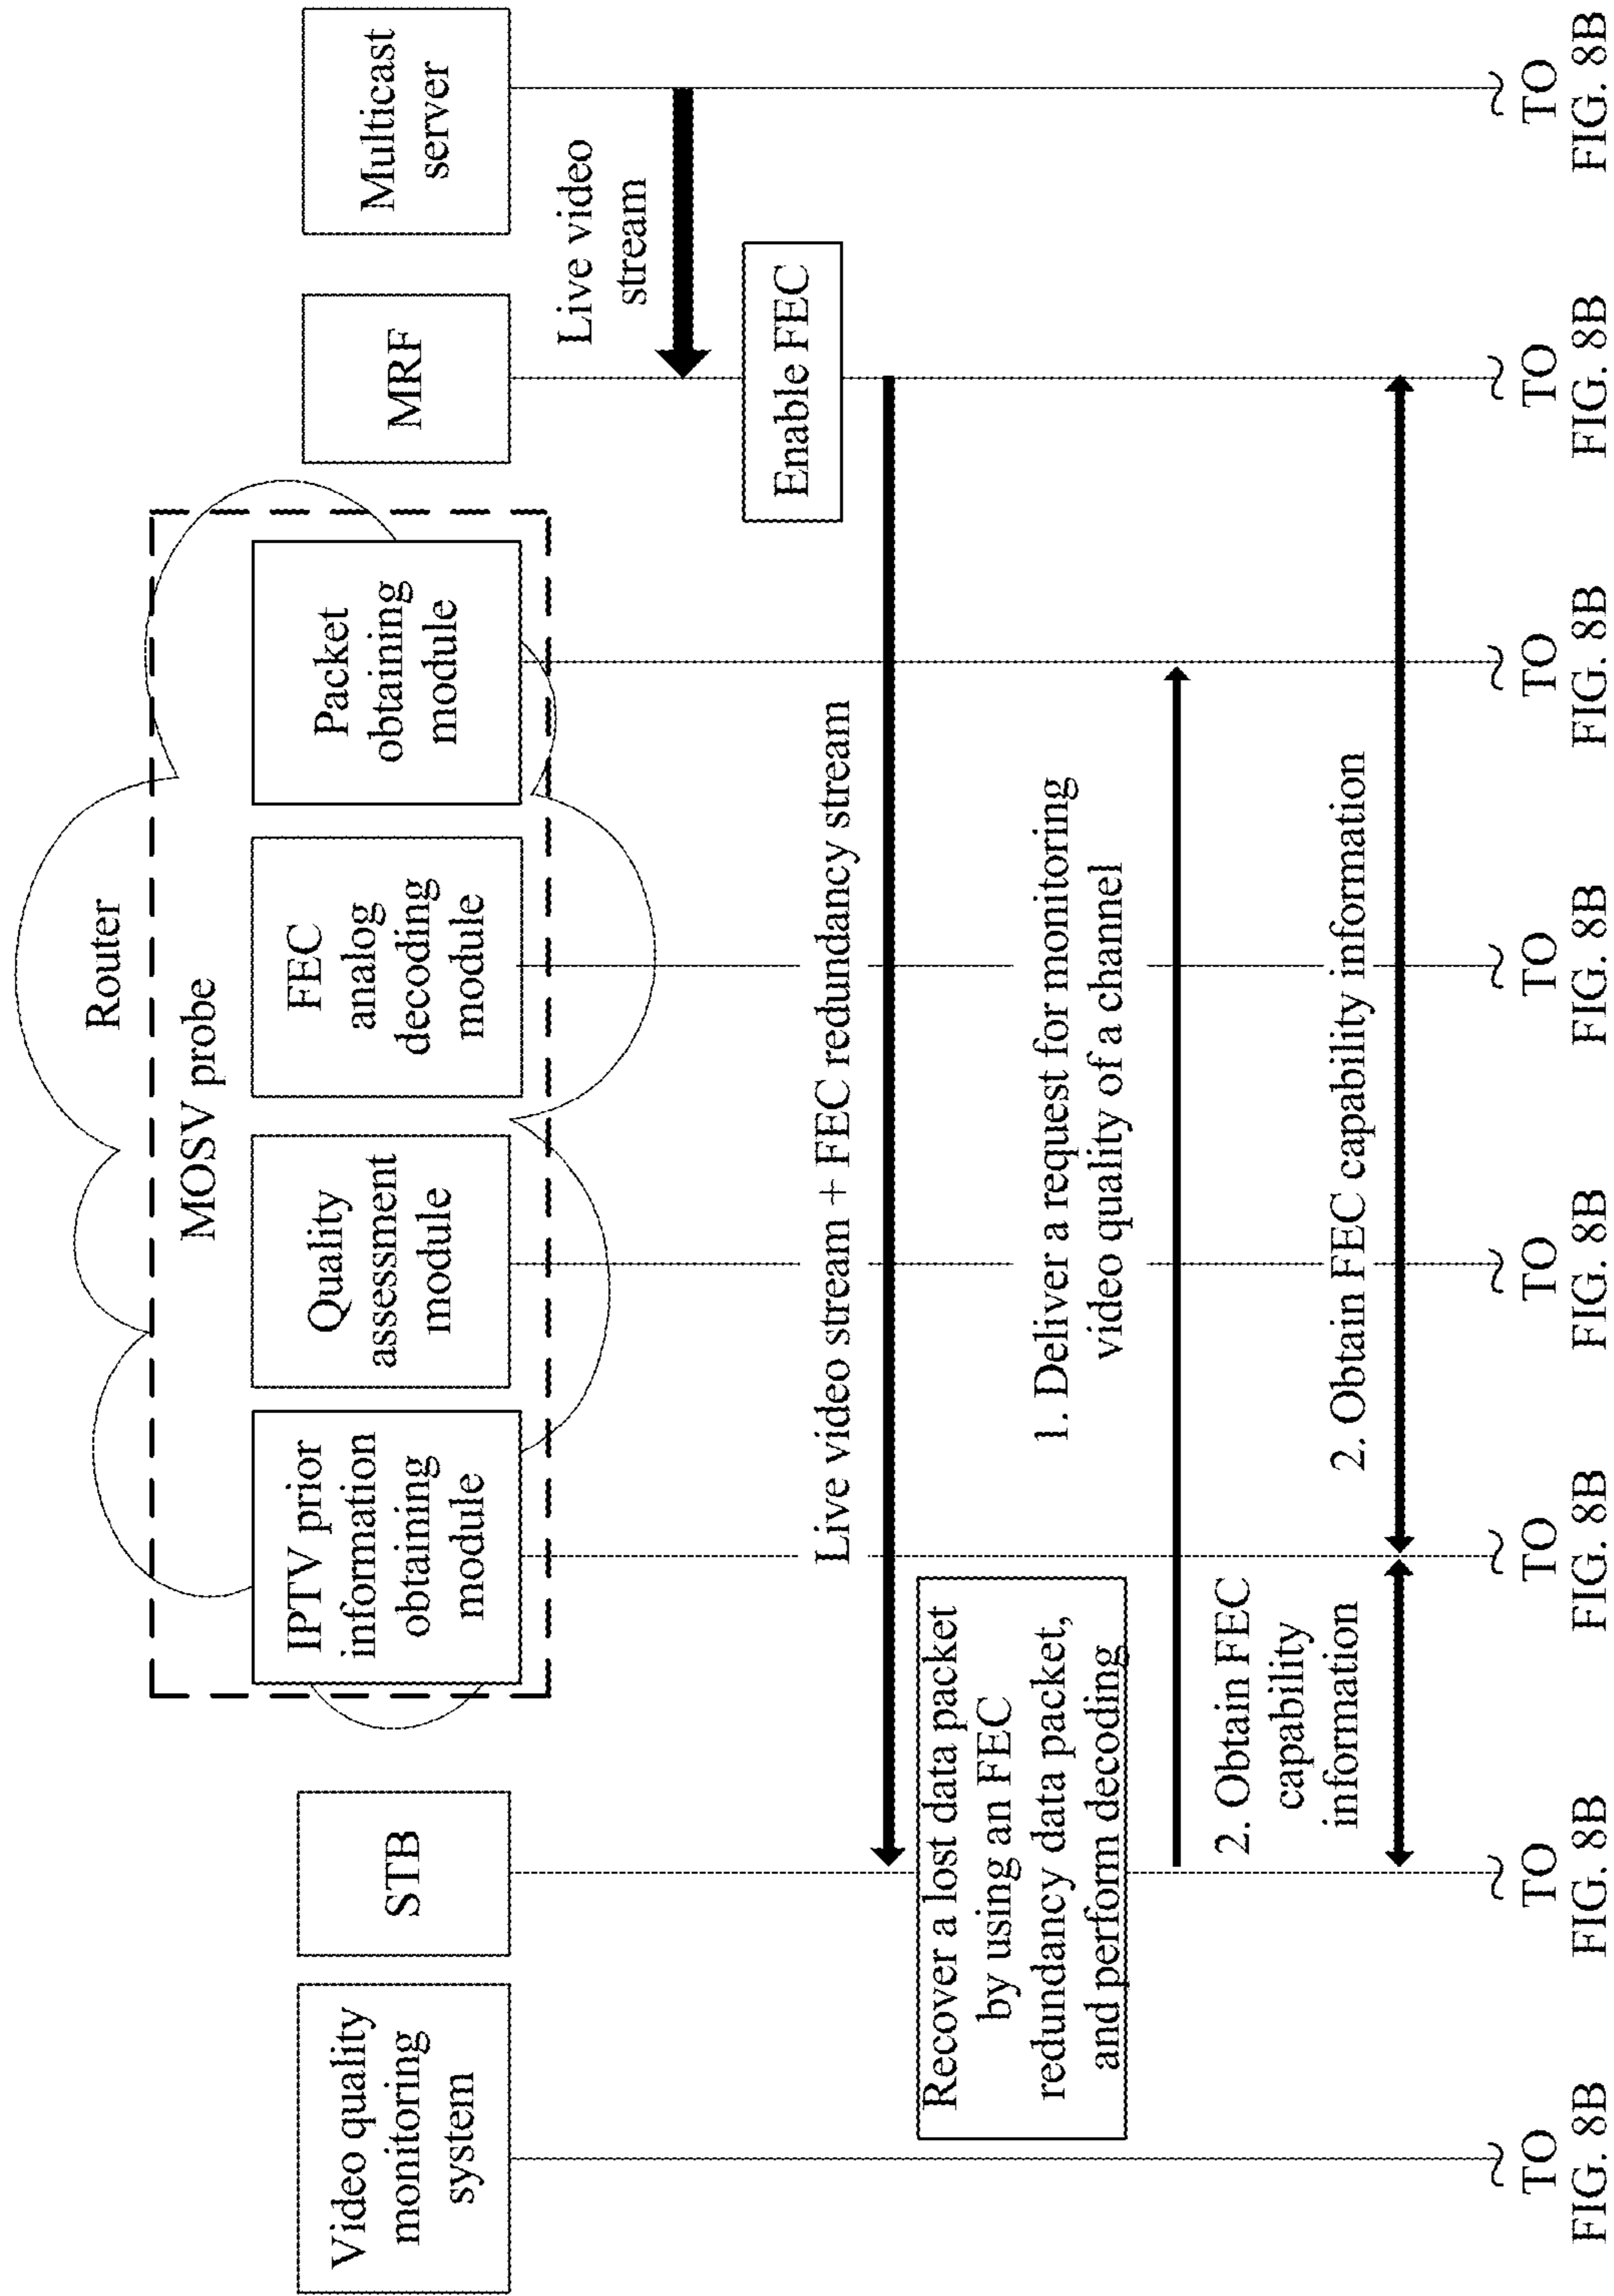 Router
MOSV probe
Video quality
monitoring
system
STB
IPTV prior
information
obtaining
module
Quality
assessment
module
FEC
analog
decoding
module
Packet
obtaining
module
MRF
Multicast
server
Live video
stream
Enable FEC
Live video stream + FEC redundancy stream
Recover a lost data packet
by using an FEC
redundancy data packet,
and perform decoding
1. Deliver a request for monitoring
video quality of a channel
2. Obtain FEC
capability
information
2. Obtain FEC capability information
TO
FIG. 8B
TO
FIG. 8B
TO
FIG. 8B
TO
FIG. 8B
TO
FIG. 8B
TO
FIG. 8B
TO
FIG. 8B
TO
FIG. 8B